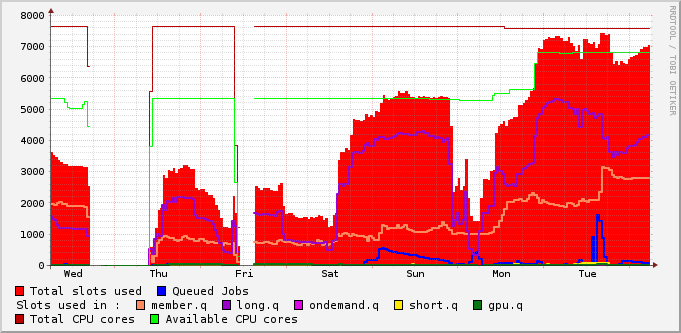 8000
7000
6000
5000
4000
3000
2000
1000
0
Wed Thu Fri Sat Sun Mon Tue
RRDTOOL / TOBI OETIKER
Total slots used Queued Jobs
Slots used in : member.q long.q ondemand.q short.q gpu.q
Total CPU cores Available CPU cores